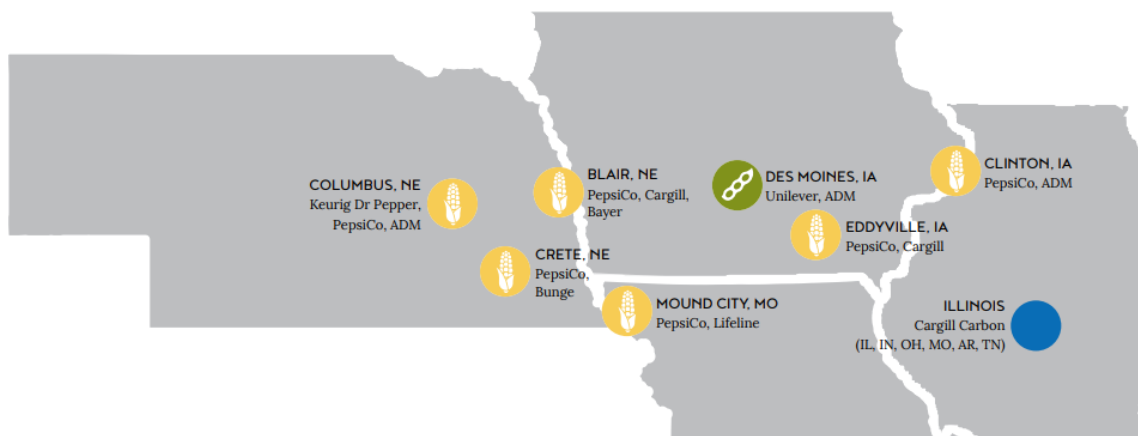 COLUMBUS, NE
Keurig Dr Pepper,
PepsiCo, ADM
BLAIR, NE
PepsiCo, Cargill,
Bayer
CRETE, NE
PepsiCo,
Bunge
DES MOINES, IA
Unilever, ADM
EDDYVILLE, IA
PepsiCo, Cargill
MOUND CITY, MO
PepsiCo, Lifeline
CLINTON, IA
PepsiCo, ADM
ILLINOIS
Cargill Carbon
(IL, IN, OH, MO, AR, TN)